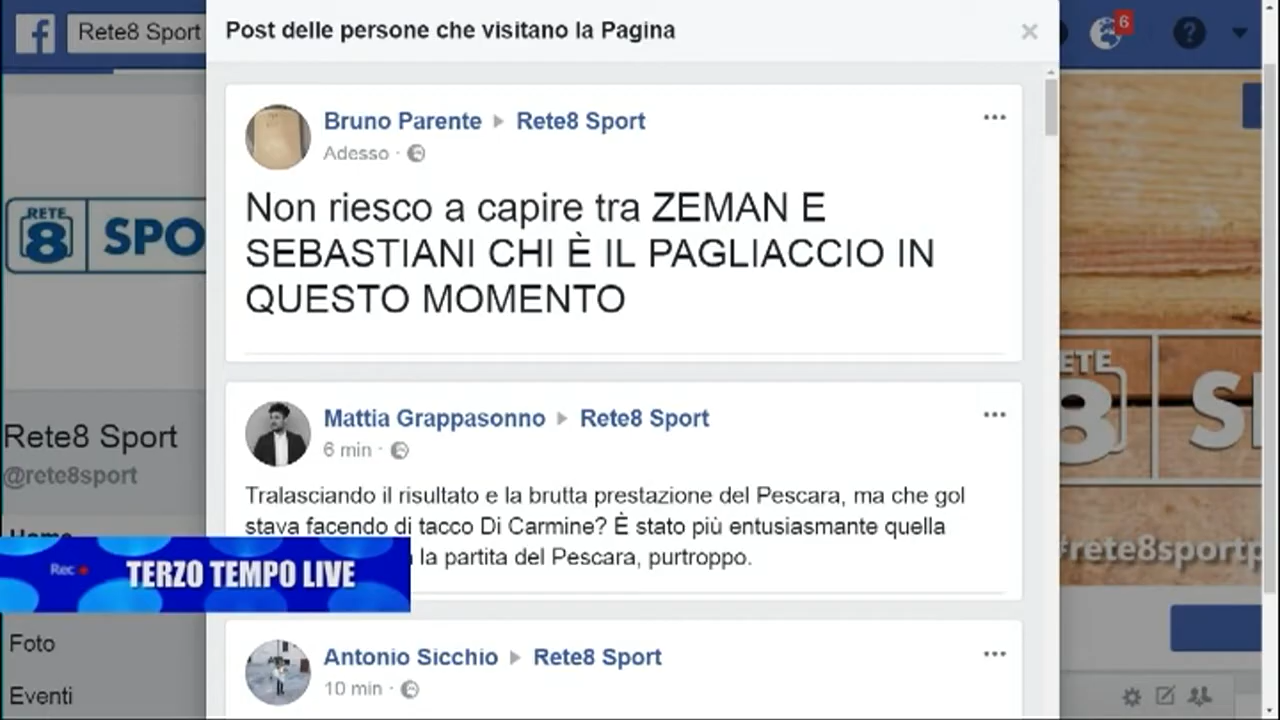 Rete8 Sport
Post delle persone che visitano la Pagina
6
?
Bruno Parente Rete8 Sport
Adesso ·
Non riesco a capire tra ZEMAN E
SEBASTIANI CHI È IL PAGLIACCIO IN
QUESTO MOMENTO
RETE
8 SPO
ETE
8 S
Rete8 Sport
@rete8sport
Home
Mattia Grappasonno Rete8 Sport
6 min ·
Tralasciando il risultato e la brutta prestazione del Pescara, ma che gol
stava facendo di tacco Di Carmine? È stato più entusiasmante quella
la partita del Pescara, purtroppo.
#rete8sportp
Rec
TERZO TEMPO LIVE
Foto
Eventi
Antonio Sicchio Rete8 Sport
10 min ·